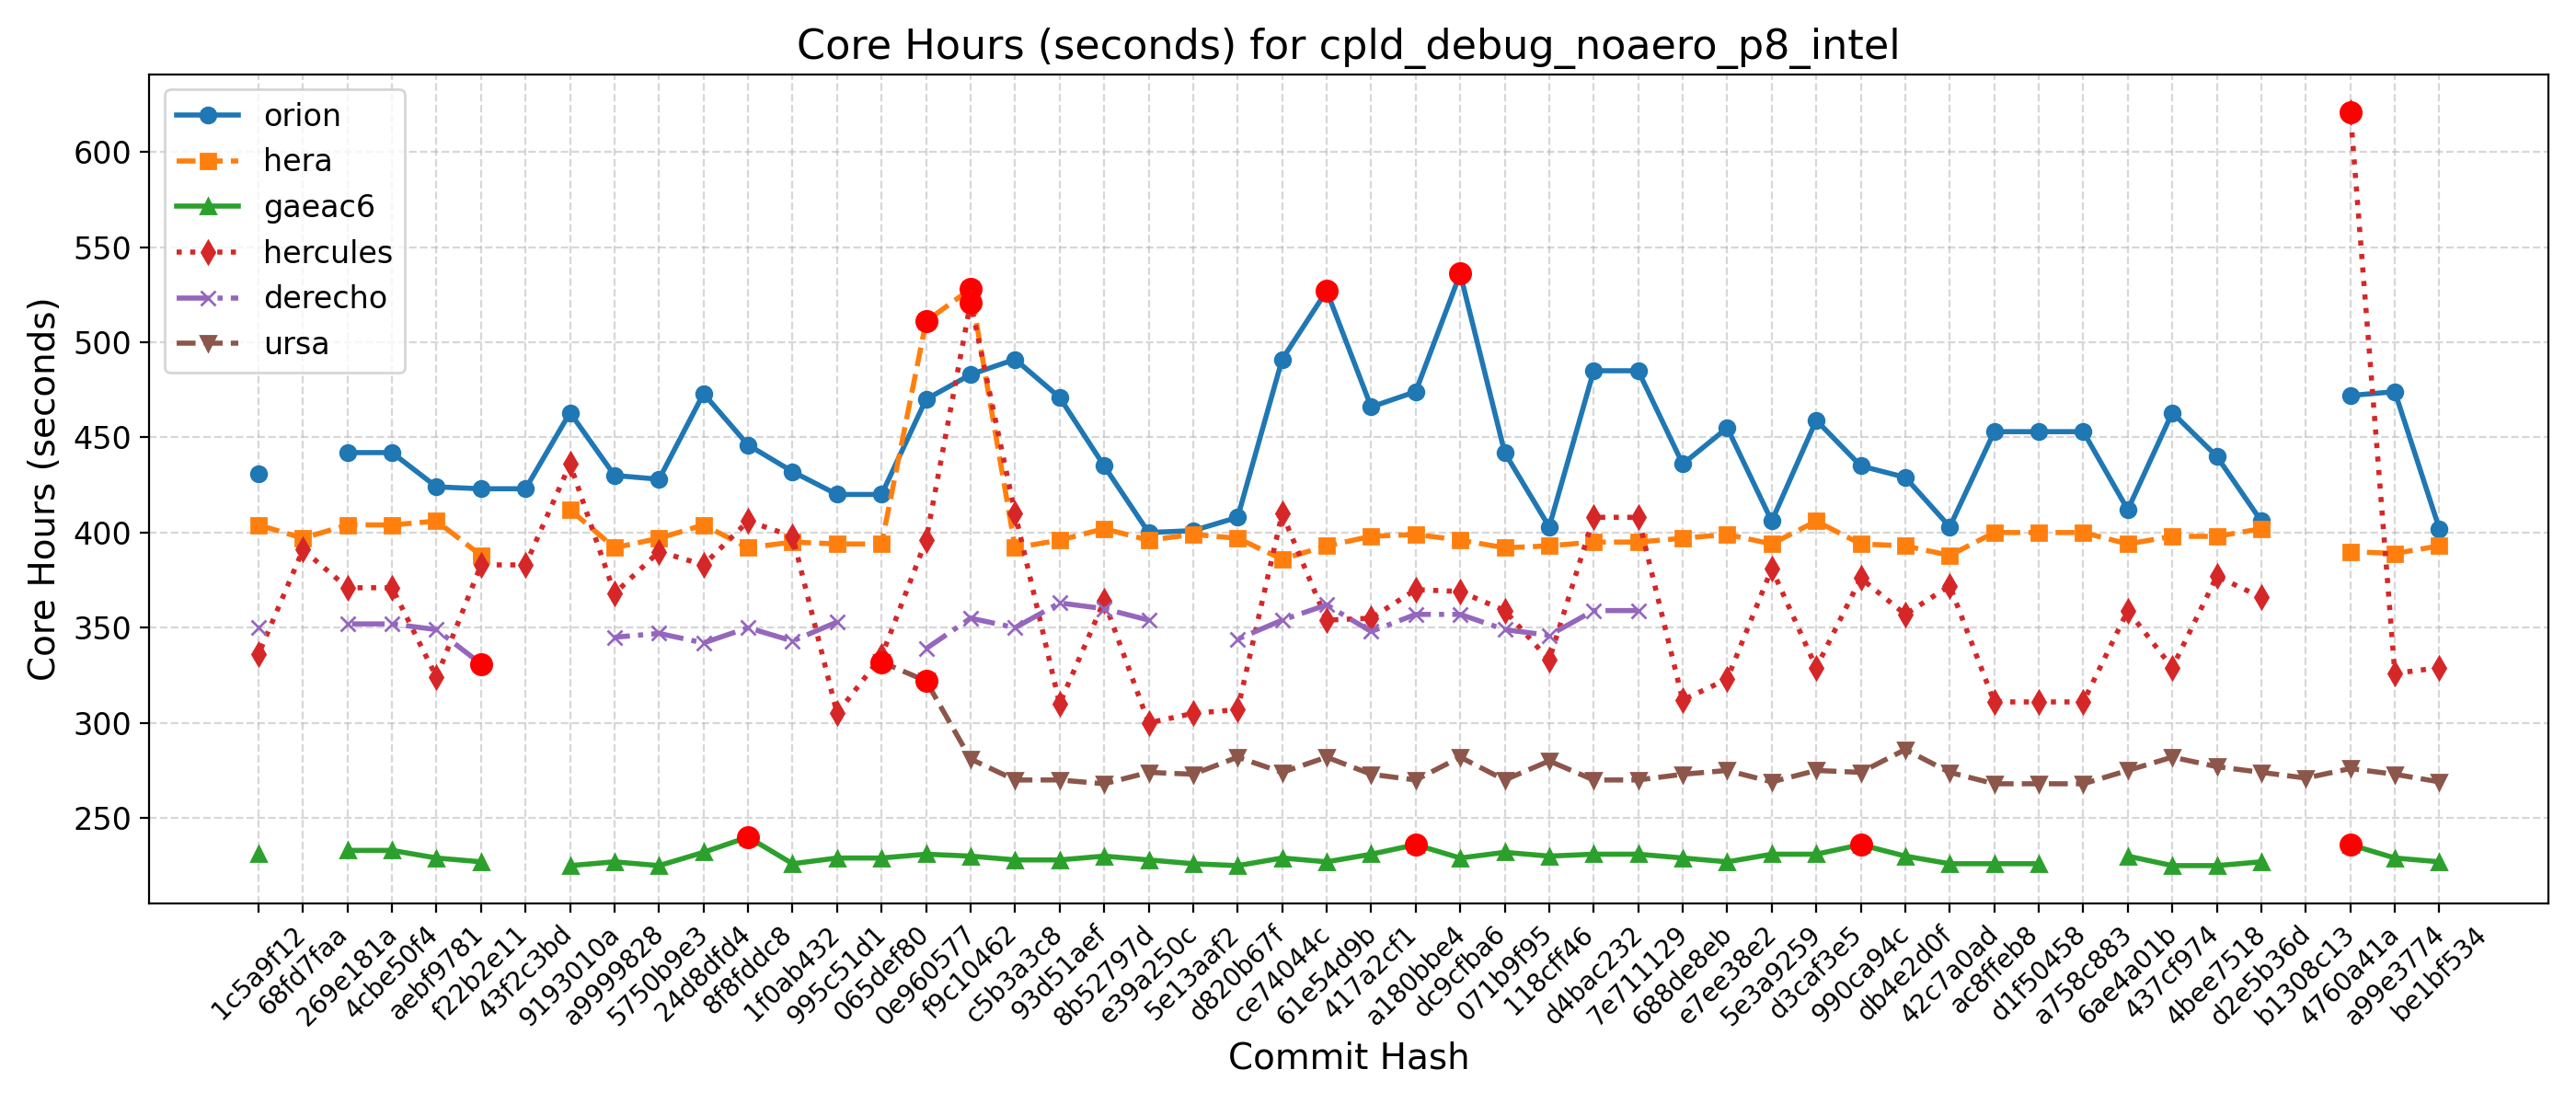 Core Hours (seconds) for cpld_debug_noaero_p8_intel
orion
hera
gaeac6
hercules
derecho
ursa
Core Hours (seconds)
600
550
500
450
400
350
300
250
1c5a9f12
68fd7faa
269e181a
4cbe50f4
aebf9781
f22b2e11
43f2c3bd
9193010a
a9999828
5750b9e3
24d8dfd4
8f8fddc8
1f0ab432
995c51d1
065def80
0e960577
f9c10462
c5b3a3c8
93d51aef
8b52797d
e39a250c
5e13aaf2
d820b67f
ce74044c
61e54d9b
417a2cf1
a180bbe4
dc9cfba6
071b9f95
118cff46
d4bac232
7e711129
688de8eb
e7ee38e2
5e3a9259
d3caf3e5
990ca94c
db4e2d0f
42c7a0ad
ac8ffeb8
d1f50458
a758c883
6ae4a01b
437cf974
4bee7518
d2e5b36d
b1308c13
4760a41a
a99e3774
be1bf534
Commit Hash